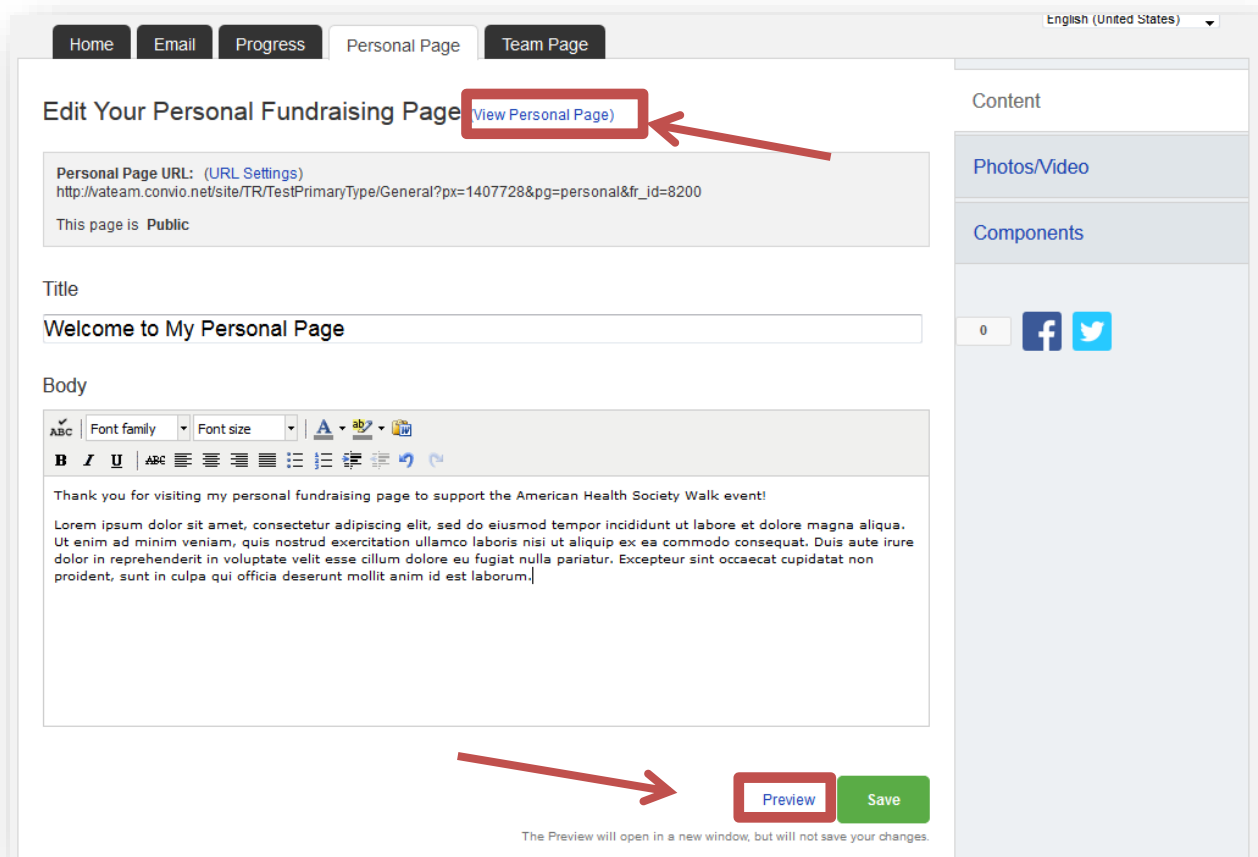 English (United States)
Home Email Progress Personal Page Team Page
Edit Your Personal Fundraising Page (View Personal Page)
Content
Personal Page URL: (URL Settings)
http://vateam.convio.net/site/TR/TestPrimaryType/General?px=1407728&pg=personal&fr_id=8200
This page is Public
Photos/Video
Components
Title
Welcome to My Personal Page
0
Body
ABC Font family Font size A ab
B I U ABC
Thank you for visiting my personal fundraising page to support the American Health Society Walk event!
Lorem ipsum dolor sit amet, consectetur adipiscing elit, sed do eiusmod tempor incididunt ut labore et dolore magna aliqua.
Ut enim ad minim veniam, quis nostrud exercitation ullamco laboris nisi ut aliquip ex ea commodo consequat. Duis aute irure
dolor in reprehenderit in voluptate velit esse cillum dolore eu fugiat nulla pariatur. Excepteur sint occaecat cupidatat non
proident, sunt in culpa qui officia deserunt mollit anim id est laborum.
Preview Save
The Preview will open in a new window, but will not save your changes.